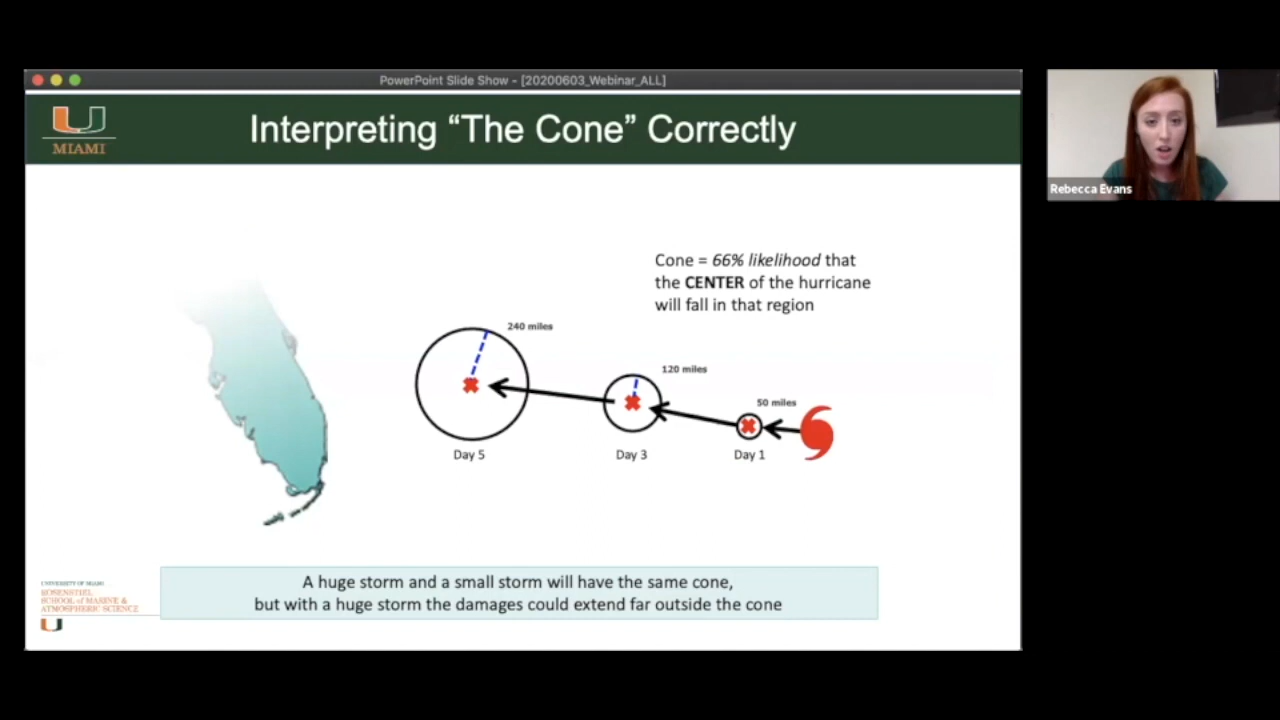 PowerPoint Slide Show - [20200603_Webinar_ALL]
MIAMI
Interpreting “The Cone” Correctly
Rebecca Evans
Cone = 66% likelihood that
the CENTER of the hurricane
will fall in that region
240 miles
120 miles
50 miles
Day 5
Day 3
Day 1
A huge storm and a small storm will have the same cone,
but with a huge storm the damages could extend far outside the cone
UNIVERSITY OF MIAMI
ROSENSTIEL
SCHOOL of MARINE &
ATMOSPHERIC SCIENCE